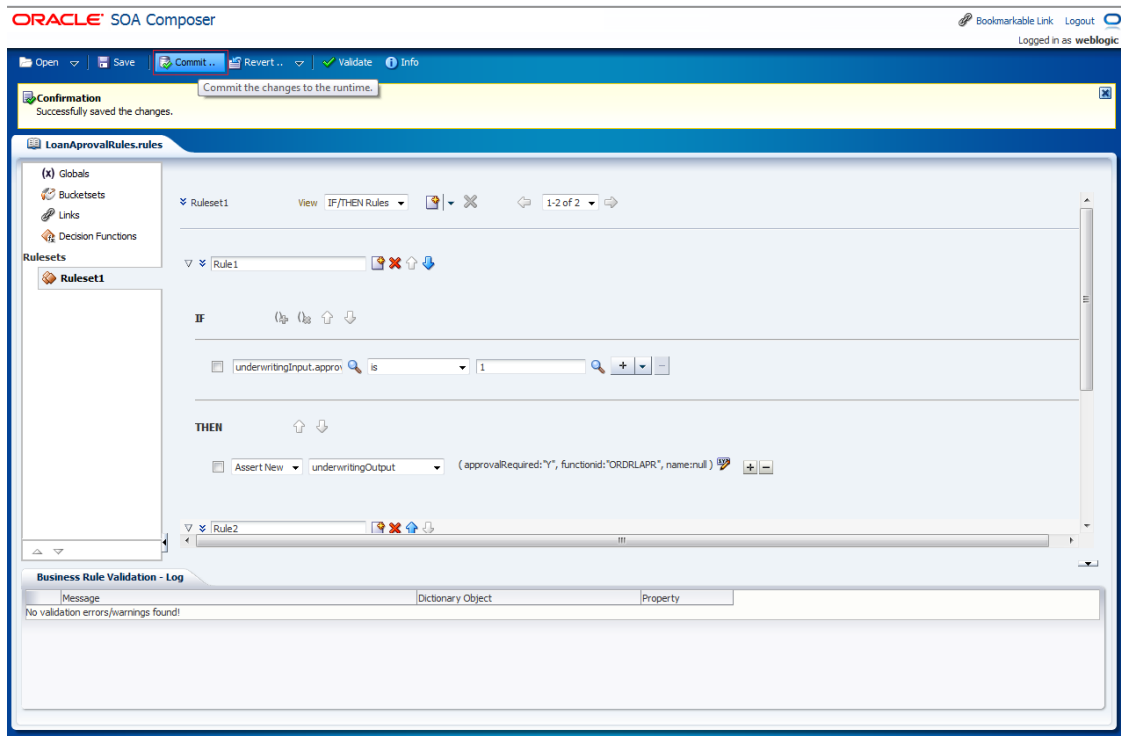 ORACLE SOA Composer
Bookmarkable Link Logout
Logged in as weblogic
Open Save Commit .. Revert .. Validate Info
Commit the changes to the runtime.
Confirmation
Successfully saved the changes.
LoanAprovalRules.rules
(x) Globals
Bucketsets
Links
Decision Functions
Rulesets
Ruleset1
Ruleset1 View IF/THEN Rules 1-2 of 2
Rule1
IF
underwritingInput.approv is 1
THEN
Assert New underwritingOutput (approvalRequired:"Y", functionid:"ORDRLAPR", name:null)
Rule2
Business Rule Validation - Log
Message Dictionary Object Property
No validation errors/warnings found!